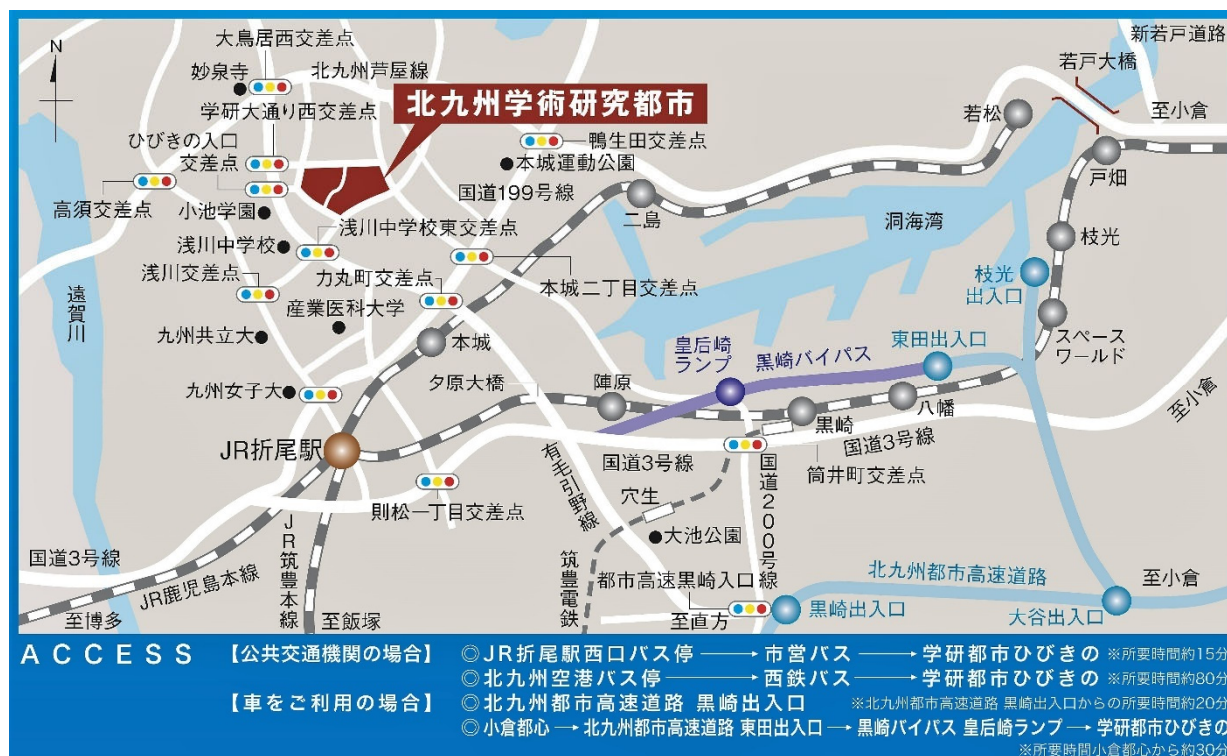 新若戸道路
大鳥居西交差点
若戸大橋
N
妙泉寺
北九州芦屋線
北九州学術研究都市
学研大通り西交差点
若松
至小倉
ひびきの入口
交差点
鴨生田交差点
本城運動公園
戸畑
高須交差点
小池学園
国道199号線
二島
洞海湾
浅川中学校東交差点
枝光
浅川中学校
浅川交差点
力丸町交差点
本城二丁目交差点
枝光
出入口
遠賀川
産業医科大学
皇后崎
ランプ
黒崎バイパス
東田出入口
スペース
ワールド
九州共立大
本城
夕原大橋
陣原
九州女子大
八幡
至小倉
黒崎
JR折尾駅
国道3号線
国道3号線
筒井町交差点
有毛引野線
国道200号線
穴生
則松一丁目交差点
大池公園
国道3号線
JR筑豊本線
筑豊電鉄
JR鹿児島本線
都市高速黒崎入口
北九州都市高速道路
至小倉
至博多
至飯塚
至直方
黒崎出入口
大谷出入口
ACCESS
【公共交通機関の場合】
◎JR折尾駅西口バス停 → 市営バス → 学研都市ひびきの ※所要時間約15分
◎北九州空港バス停 → 西鉄バス → 学研都市ひびきの ※所要時間約80分
【車をご利用の場合】
◎北九州都市高速道路 黒崎出入口 ※北九州都市高速道路 黒崎出入口からの所要時間約20分
◎小倉都心 → 北九州都市高速道路 東田出入口 → 黒崎バイパス 皇后崎ランプ → 学研都市ひびきの
※所要時間小倉都心から約30分